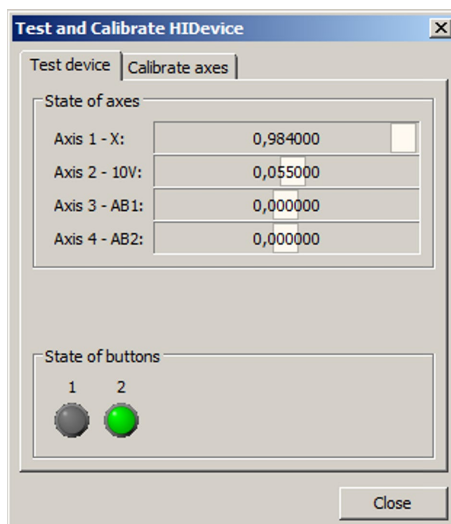 Test and Calibrate HIDevice
Test device Calibrate axes
State of axes
Axis 1 - X: 0,984000
Axis 2 - 10V: 0,055000
Axis 3 - AB1: 0,000000
Axis 4 - AB2: 0,000000
State of buttons
1 2
Close